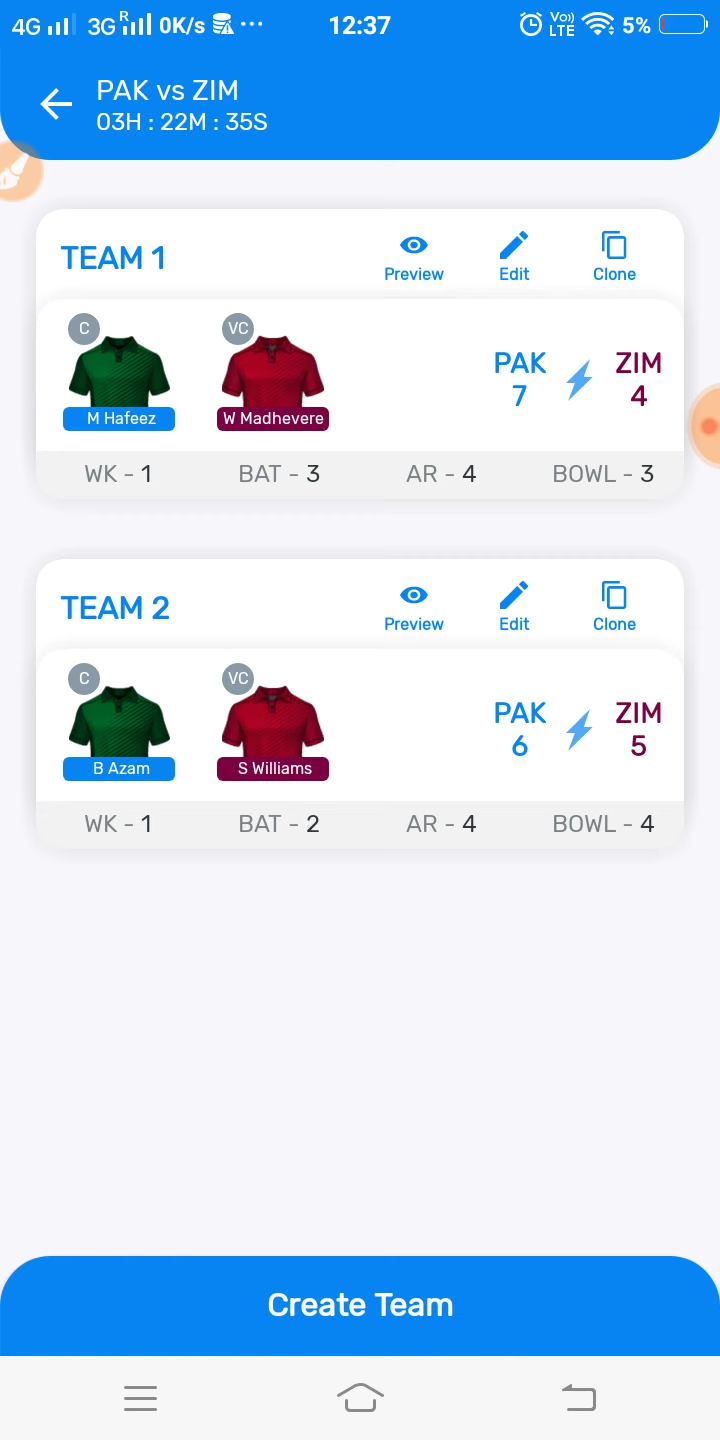 4G 3G R 0K/s ... 12:37 Vo)) LTE 5%
PAK vs ZIM
03H : 22M : 35S
TEAM 1
Preview Edit Clone
C VC
PAK ZIM
7 4
M Hafeez W Madhevere
WK - 1 BAT - 3 AR - 4 BOWL - 3
TEAM 2
Preview Edit Clone
C VC
PAK ZIM
6 5
B Azam S Williams
WK - 1 BAT - 2 AR - 4 BOWL - 4
Create Team